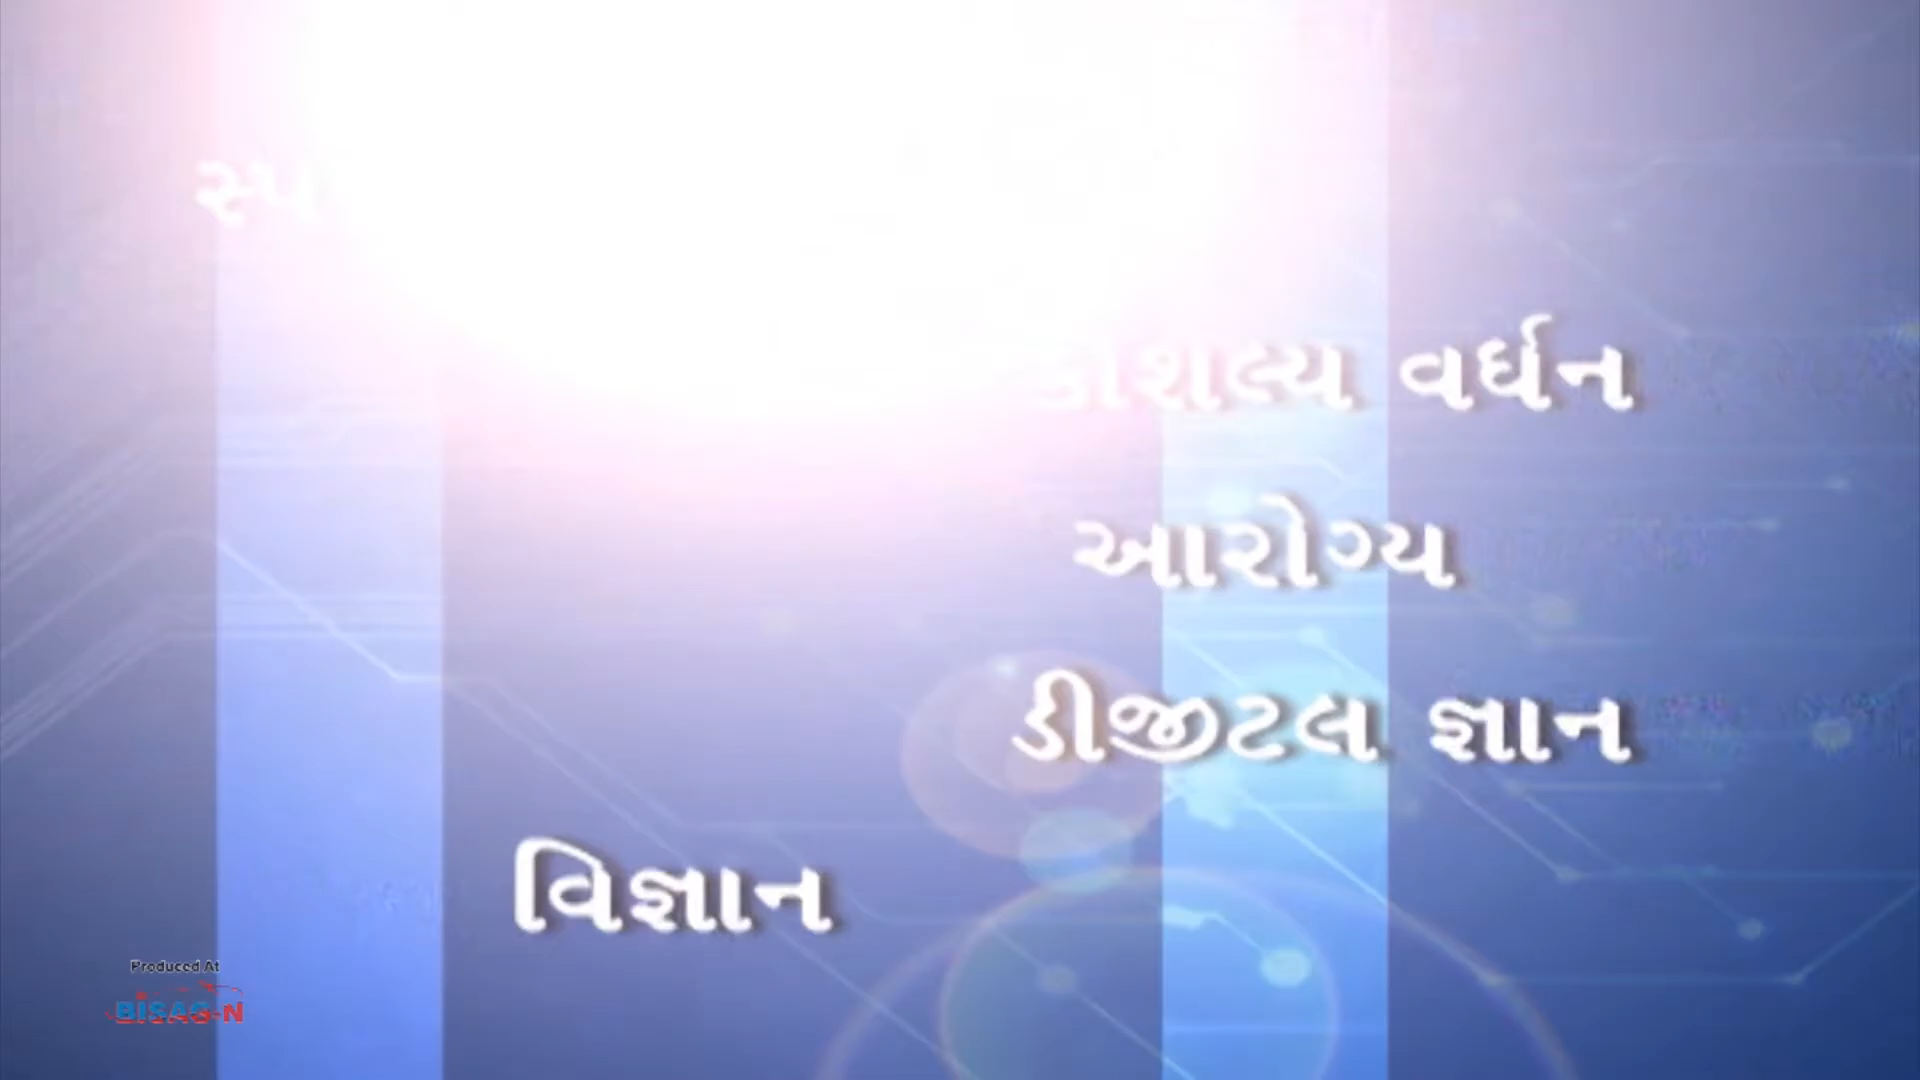 વર્ધન
આરોગ્ય
ડીજીટલ જ્ઞાન
વિજ્ઞાન
Produced At
BISAG-N